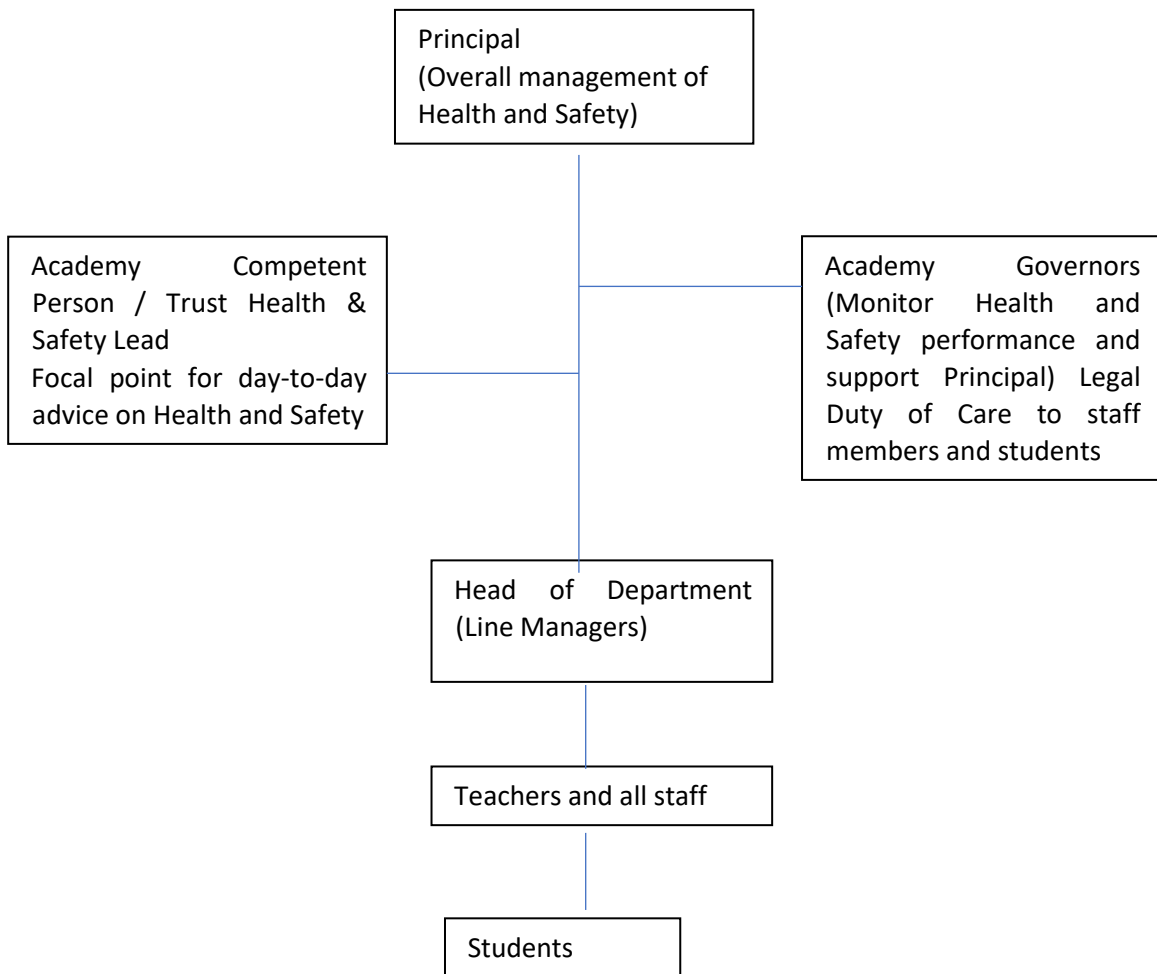 Principal
(Overall management of
Health and Safety)
Academy Competent
Person / Trust Health &
Safety Lead
Focal point for day-to-day
advice on Health and Safety
Academy Governors
(Monitor Health and
Safety performance and
support Principal) Legal
Duty of Care to staff
members and students
Head of Department
(Line Managers)
Teachers and all staff
Students